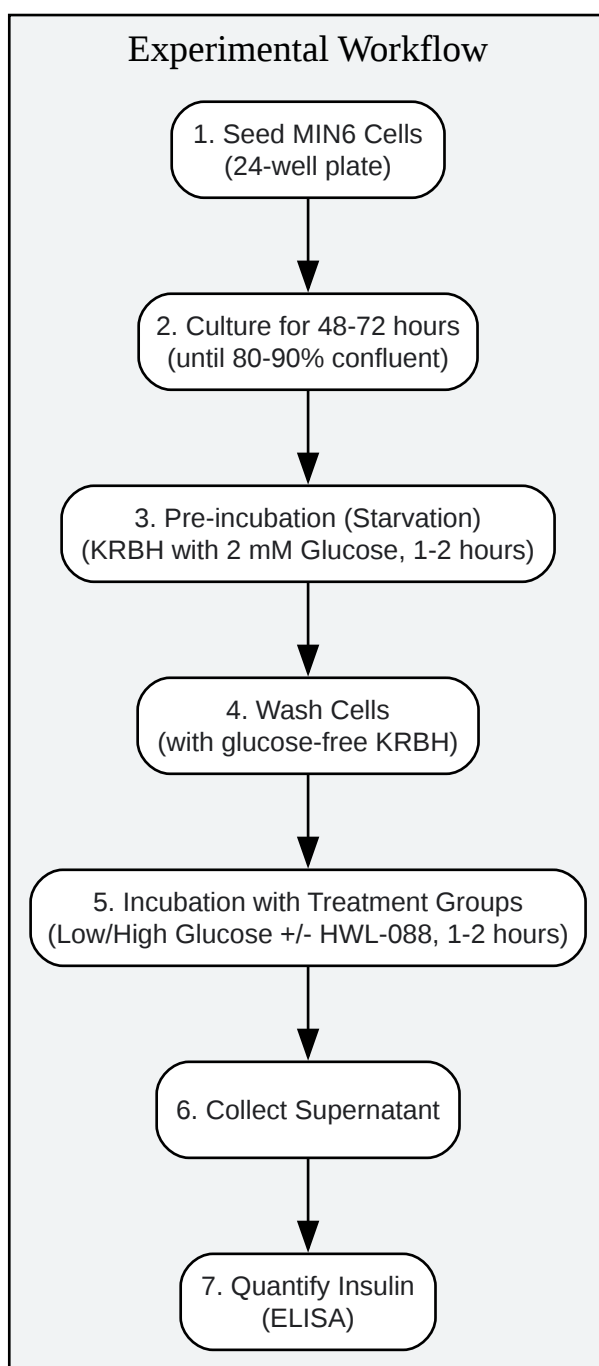 Experimental Workflow
1. Seed MIN6 Cells
(24-well plate)
2. Culture for 48-72 hours
(until 80-90% confluent)
3. Pre-incubation (Starvation)
(KRBH with 2 mM Glucose, 1-2 hours)
4. Wash Cells
(with glucose-free KRBH)
5. Incubation with Treatment Groups
(Low/High Glucose +/- HWL-088, 1-2 hours)
6. Collect Supernatant
7. Quantify Insulin
(ELISA)